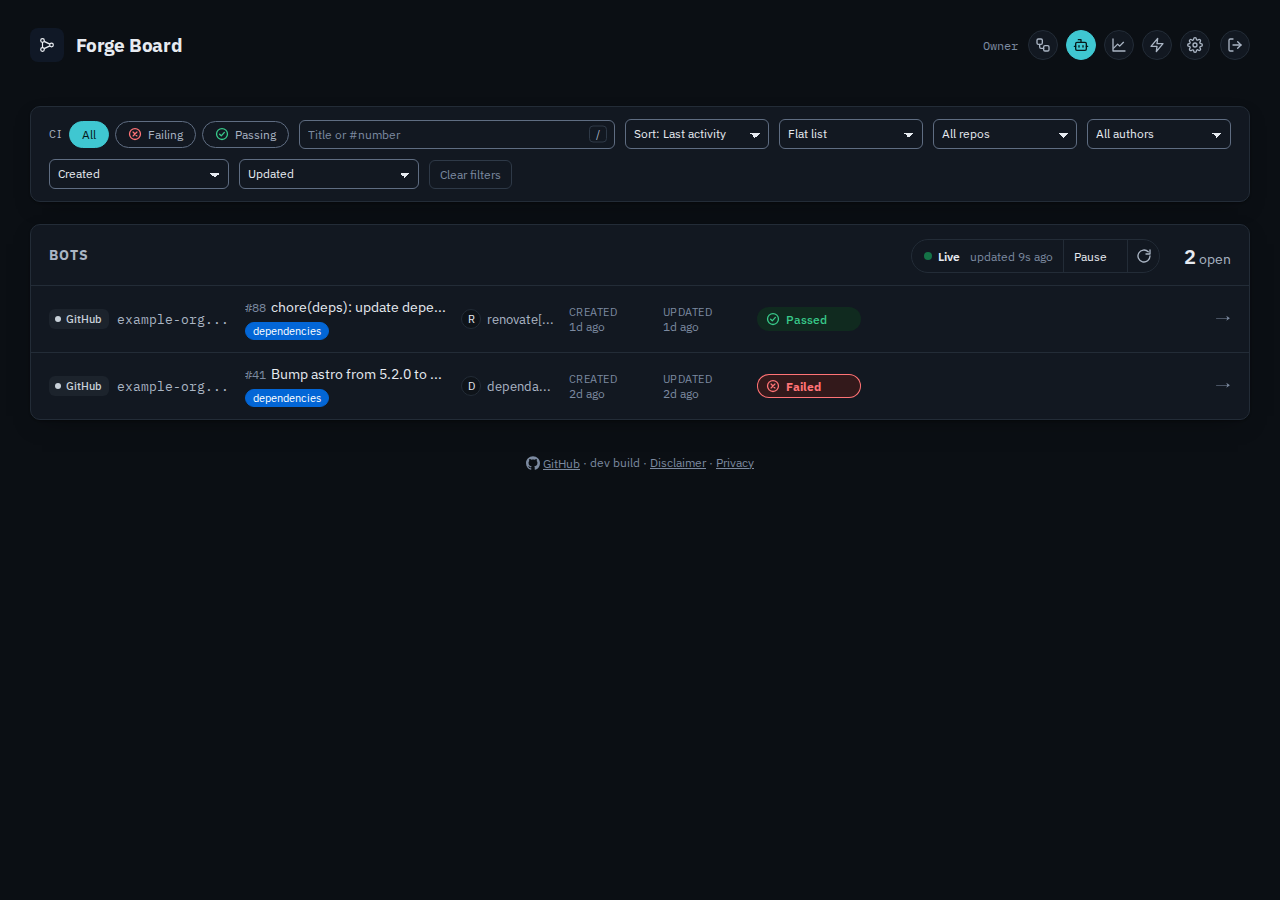 Forge Board
Owner
CI All Failing Passing Title or #number / Sort: Last activity Flat list All repos All authors
Created Updated Clear filters
BOTS
Live updated 9s ago Pause 2 open
GitHub example-org... #88 chore(deps): update depe... R renovate[... CREATED UPDATED Passed →
dependencies 1d ago 1d ago
GitHub example-org... #41 Bump astro from 5.2.0 to ... D dependa... CREATED UPDATED Failed →
dependencies 2d ago 2d ago
GitHub · dev build · Disclaimer · Privacy